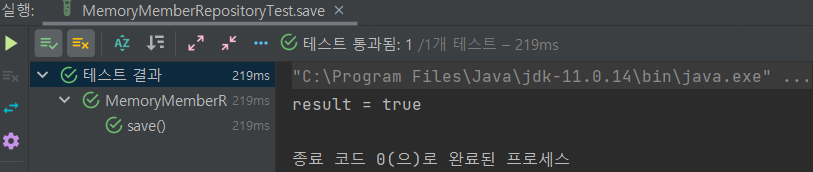 실행: MemoryMemberRepositoryTest.save ×
테스트 통과됨: 1 /1개 테스트 – 219ms
테스트 결과 219ms
MemoryMemberR 219ms
save() 219ms
"C:\Program Files\Java\jdk-11.0.14\bin\java.exe" ...
result = true
종료 코드 0(으)로 완료된 프로세스